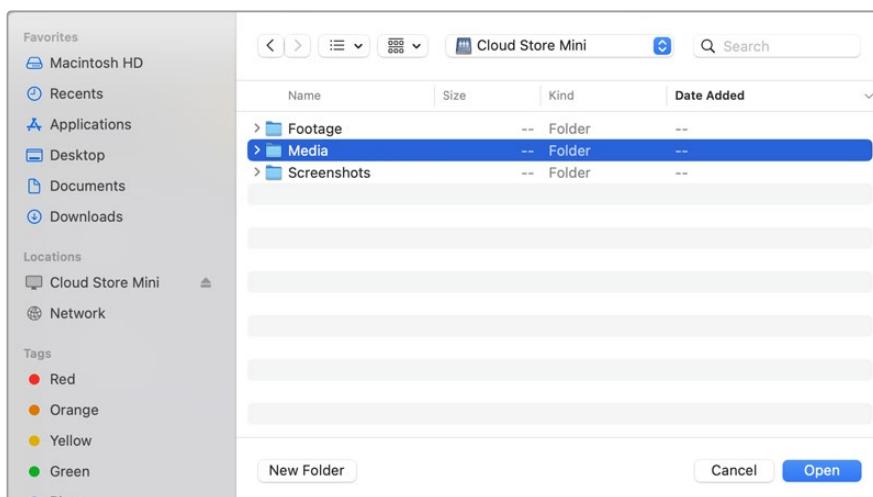 Favorites
Macintosh HD
Recents
Applications
Desktop
Documents
Downloads
Locations
Cloud Store Mini
Network
Tags
Red
Orange
Yellow
Green
Cloud Store Mini
Search
Name Size Kind Date Added
Footage -- Folder --
Media -- Folder --
Screenshots -- Folder --
New Folder Cancel Open